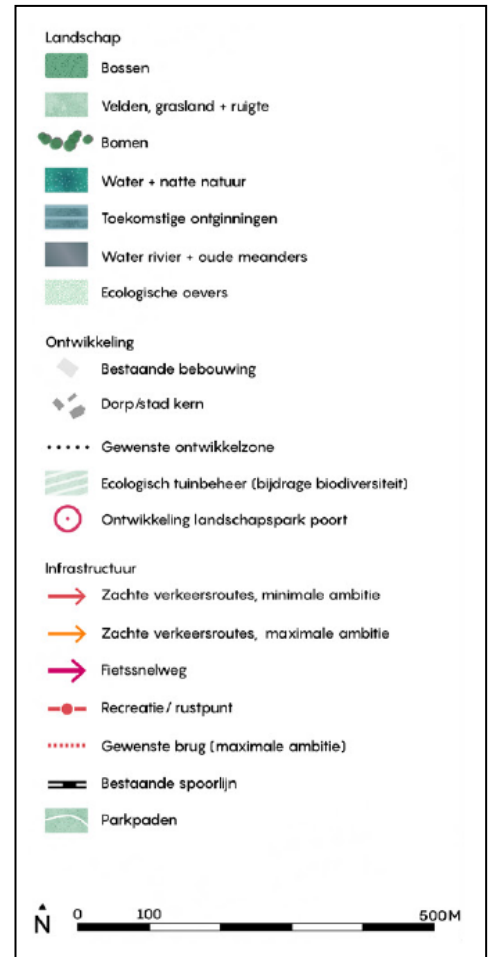 Landschap
Bossen
Velden, grasland + ruigte
Bomen
Water + natte natuur
Toekomstige ontginningen
Water rivier + oude meanders
Ecologische oevers
Ontwikkeling
Bestaande bebouwing
Dorp/stad kern
Gewenste ontwikkelzone
Ecologisch tuinbeheer (bijdrage biodiversiteit)
Ontwikkeling landschapspark poort
Infrastructuur
Zachte verkeersroutes, minimale ambitie
Zachte verkeersroutes, maximale ambitie
Fietssnelweg
Recreatie/ rustpunt
Gewenste brug (maximale ambitie)
Bestaande spoorlijn
Parkpaden
N 0 100 500M